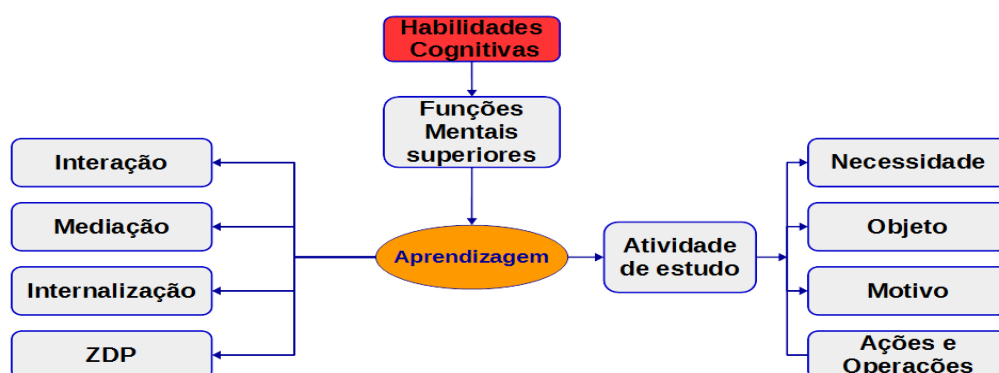 Habilidades
Cognitivas
Funções
Mentais
superiores
Interação
Mediação
Internalização
ZDP
Aprendizagem
Atividade
de estudo
Necessidade
Objeto
Motivo
Ações e
Operações